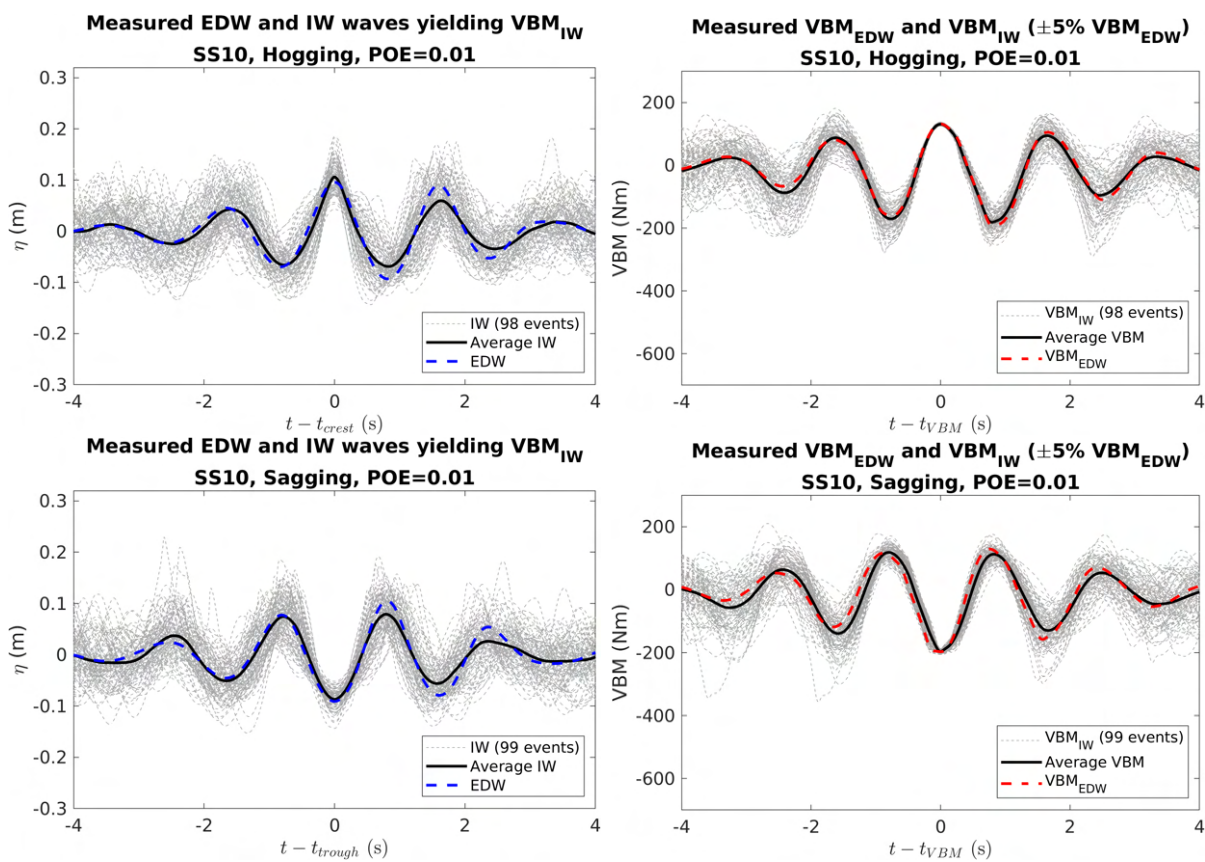 Measured EDW and IW waves yielding VBM_IW
SS10, Hogging, POE=0.01
0.3
0.2
0.1
0
-0.1
-0.2
-0.3
η (m)
IW (98 events)
Average IW
EDW
-4
-2
0
2
4
t − t_crest (s)
Measured VBM_EDW and VBM_IW (±5% VBM_EDW)
SS10, Hogging, POE=0.01
200
0
-200
-400
-600
VBM (Nm)
VBM_IW (98 events)
Average VBM
VBM_EDW
-4
-2
0
2
4
t − t_VBM (s)
Measured EDW and IW waves yielding VBM_IW
SS10, Sagging, POE=0.01
0.3
0.2
0.1
0
-0.1
-0.2
-0.3
η (m)
IW (99 events)
Average IW
EDW
-4
-2
0
2
4
t − t_trough (s)
Measured VBM_EDW and VBM_IW (±5% VBM_EDW)
SS10, Sagging, POE=0.01
200
0
-200
-400
-600
VBM (Nm)
VBM_IW (99 events)
Average VBM
VBM_EDW
-4
-2
0
2
4
t − t_VBM (s)